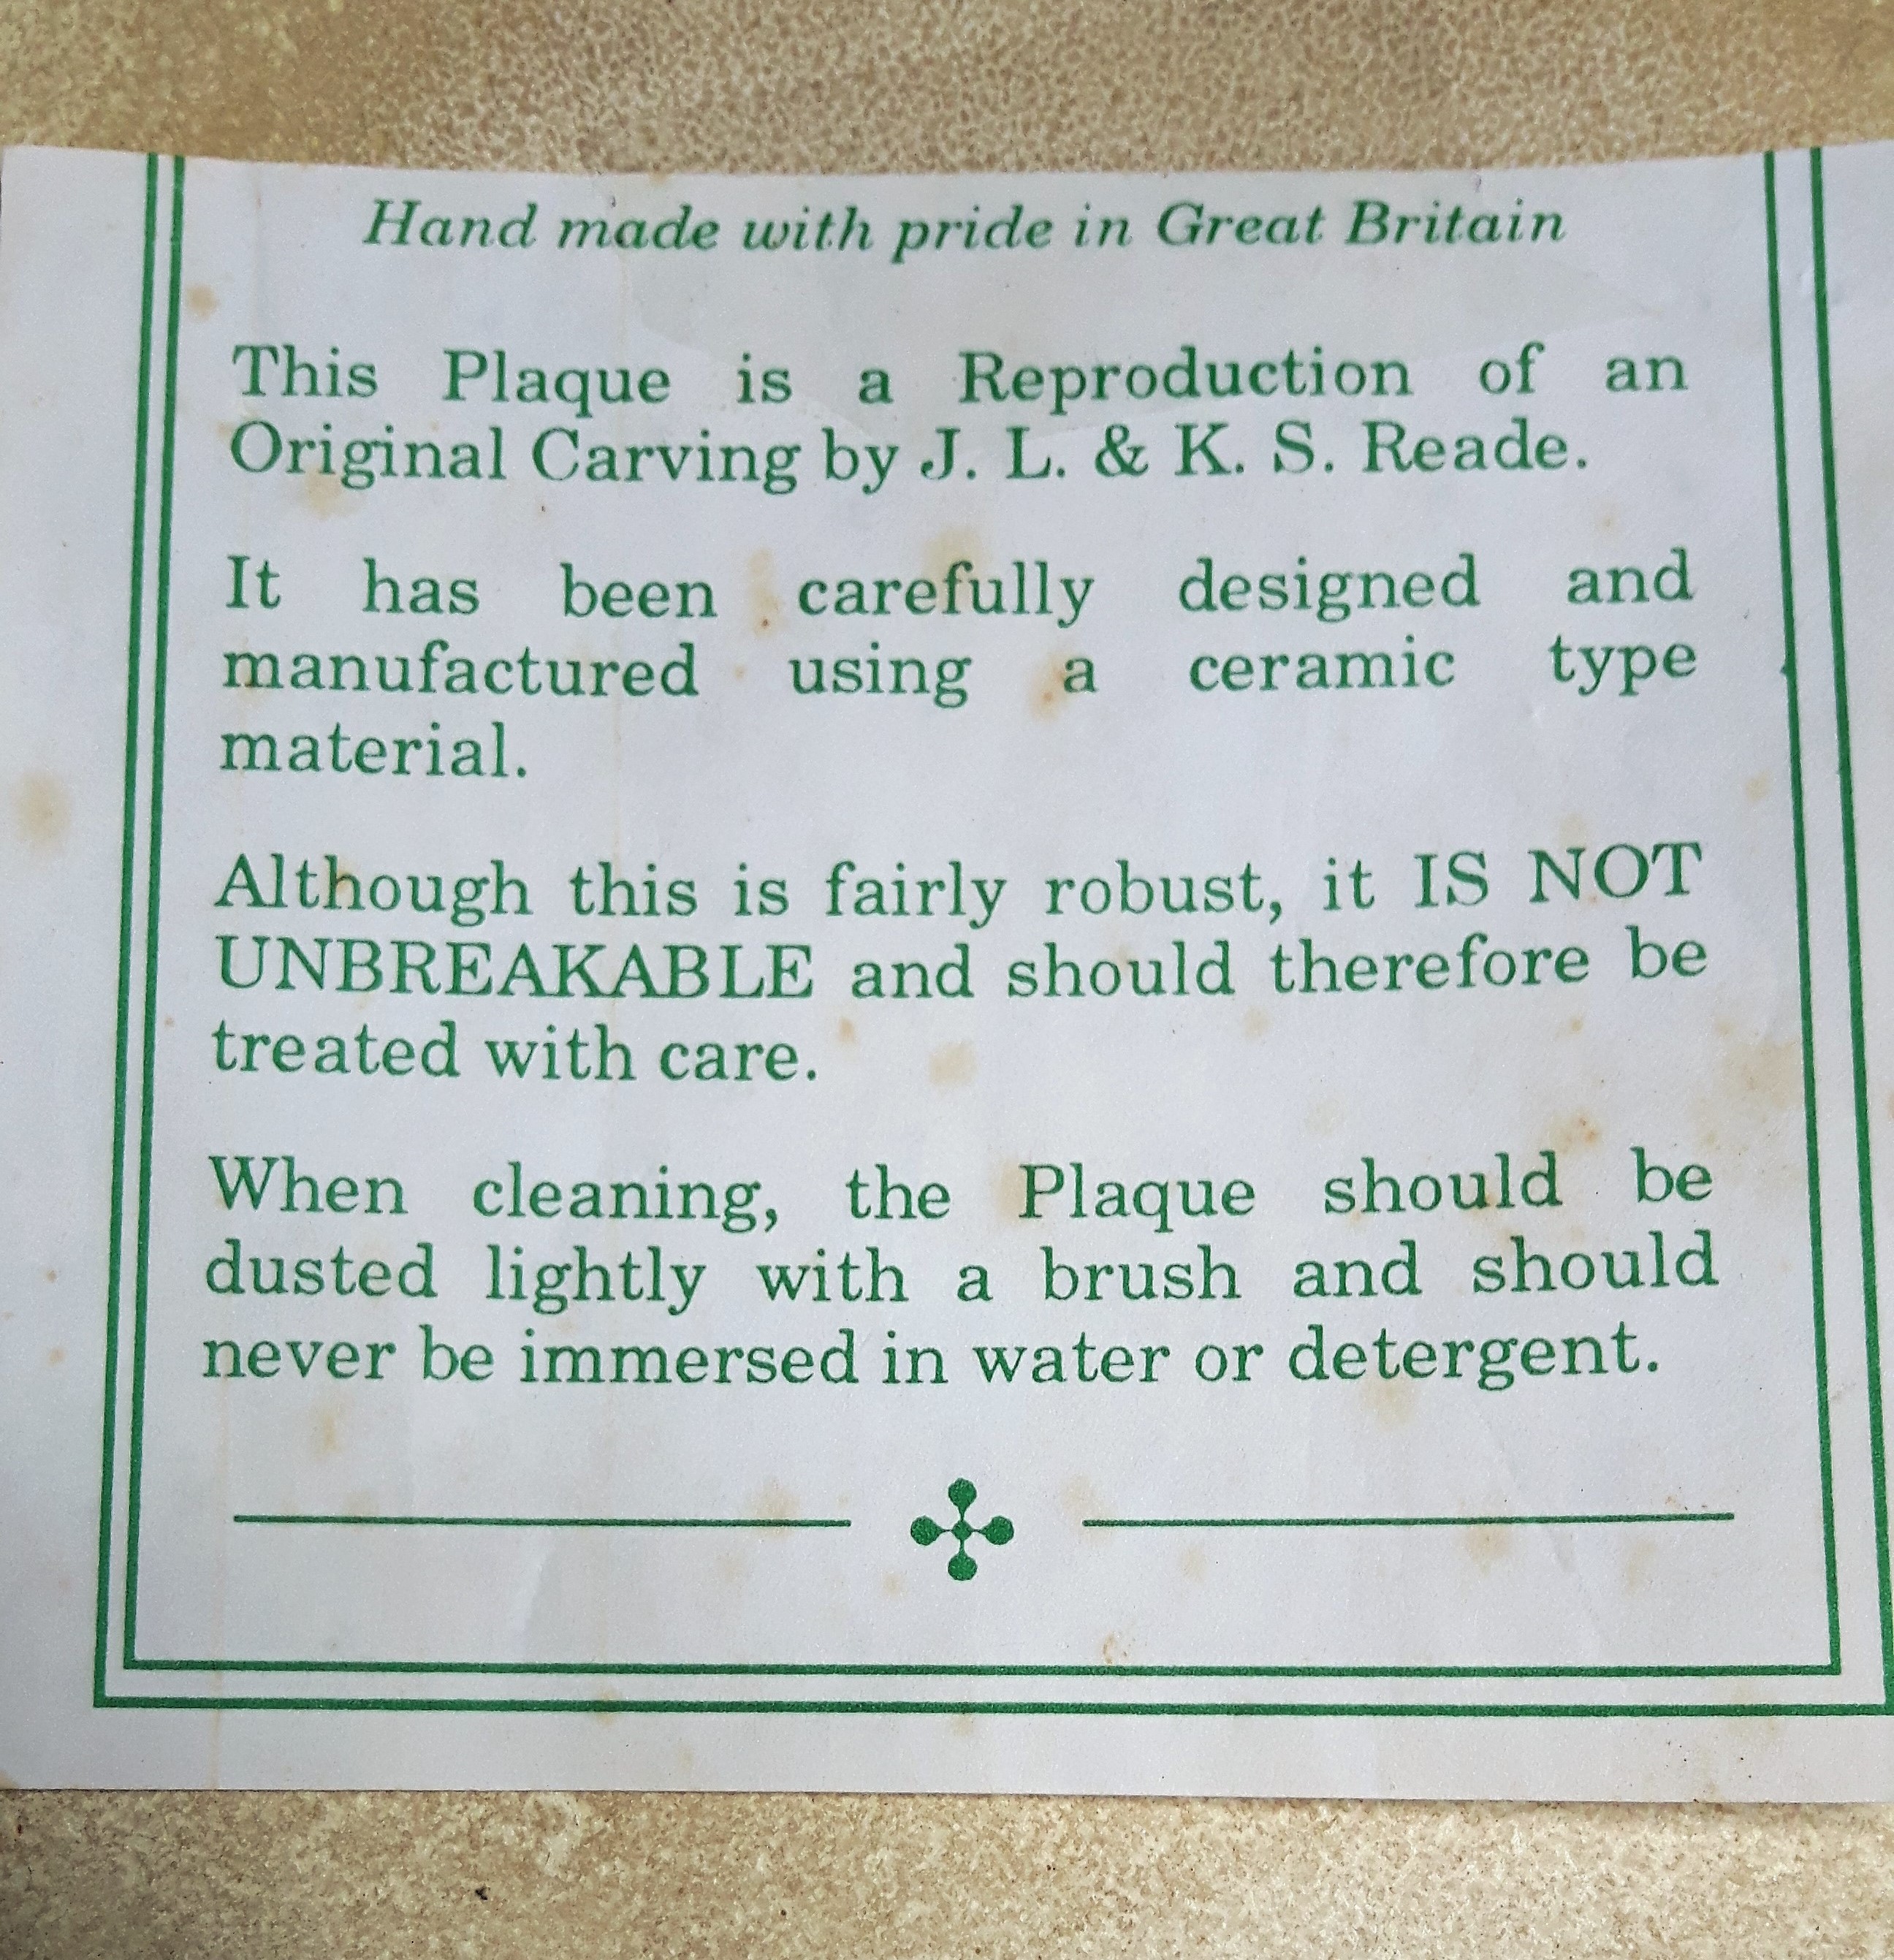 Hand made with pride in Great Britain
This Plaque is a Reproduction of an
Original Carving by J. L. & K. S. Reade.
It has been carefully designed and
manufactured using a ceramic type
material.
Although this is fairly robust, it IS NOT
UNBREAKABLE and should therefore be
treated with care.
When cleaning, the Plaque should be
dusted lightly with a brush and should
never be immersed in water or detergent.